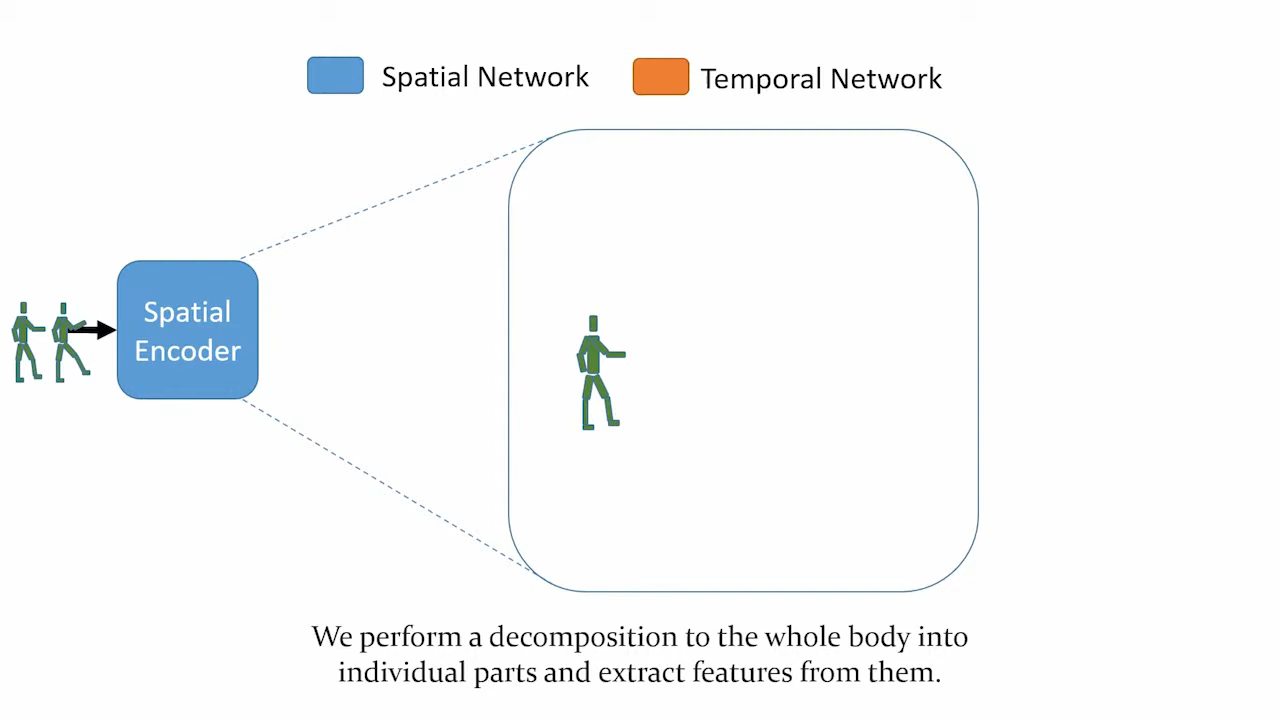 Spatial Network
Temporal Network
Spatial
Encoder
We perform a decomposition to the whole body into
individual parts and extract features from them.